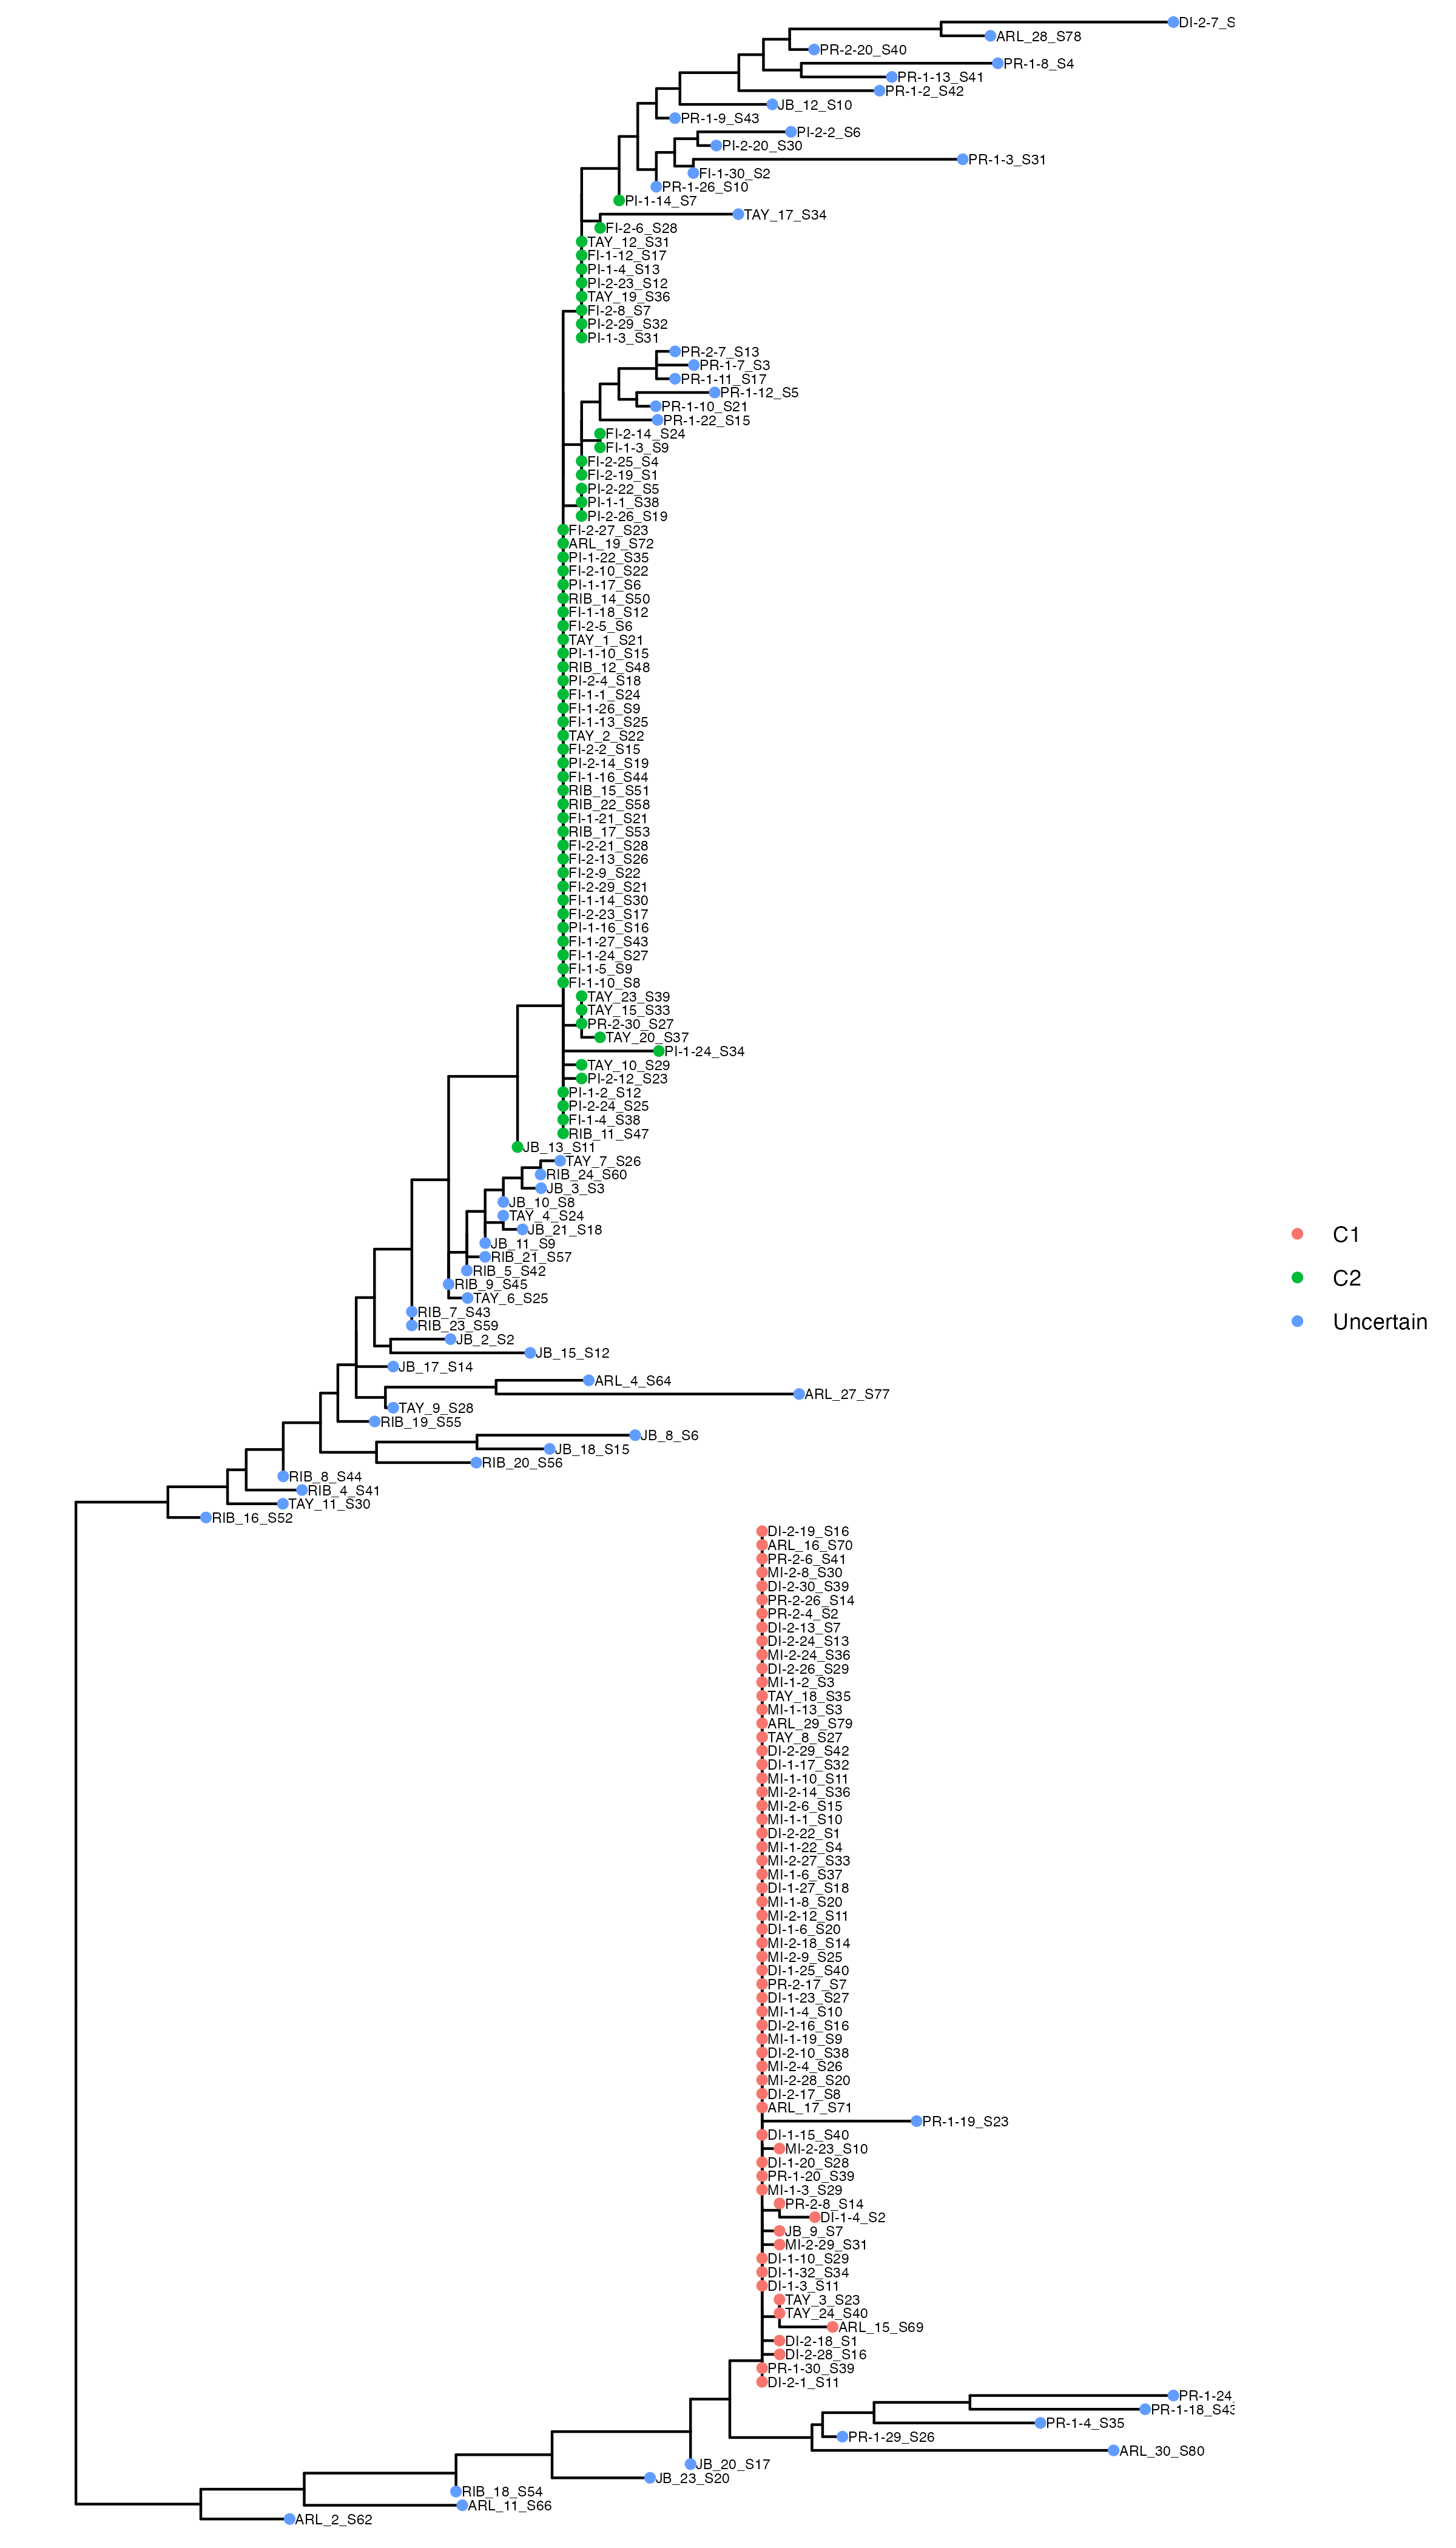 DI-2-7_S
ARL_28_S78
PR-2-20_S40
PR-1-8_S4
PR-1-13_S41
PR-1-2_S42
JB_12_S10
PR-1-9_S43
PI-2-2_S6
PI-2-20_S30
PR-1-3_S31
FI-1-30_S2
PR-1-26_S10
PI-1-14_S7
TAY_17_S34
FI-2-6_S28
TAY_12_S31
FI-1-12_S17
PI-1-4_S13
PI-2-23_S12
TAY_19_S36
FI-2-8_S7
PI-2-29_S32
PI-1-3_S31
PR-2-7_S13
PR-1-7_S3
PR-1-11_S17
PR-1-12_S5
PR-1-10_S21
PR-1-22_S15
FI-2-14_S24
FI-1-3_S9
FI-2-25_S4
FI-2-19_S1
PI-2-22_S5
PI-1-1_S38
PI-2-26_S19
FI-2-27_S23
ARL_19_S72
PI-1-22_S35
FI-2-10_S22
PI-1-17_S6
RIB_14_S50
FI-1-18_S12
FI-2-5_S6
TAY_1_S21
PI-1-10_S15
RIB_12_S48
PI-2-4_S18
FI-1-1_S24
FI-1-26_S9
FI-1-13_S25
TAY_2_S22
FI-2-2_S15
PI-2-14_S19
FI-1-16_S44
RIB_15_S51
RIB_22_S58
FI-1-21_S21
RIB_17_S53
FI-2-21_S28
FI-2-13_S26
FI-2-9_S22
FI-2-29_S21
FI-1-14_S30
FI-2-23_S17
PI-1-16_S16
FI-1-27_S43
FI-1-24_S27
FI-1-5_S9
FI-1-10_S8
TAY_23_S39
TAY_15_S33
PR-2-30_S27
TAY_20_S37
PI-1-24_S34
TAY_10_S29
PI-2-12_S23
PI-1-2_S12
PI-2-24_S25
FI-1-4_S38
RIB_11_S47
JB_13_S11
TAY_7_S26
RIB_24_S60
JB_3_S3
JB_10_S8
TAY_4_S24
JB_21_S18
JB_11_S9
RIB_21_S57
RIB_5_S42
RIB_9_S45
TAY_6_S25
RIB_7_S43
RIB_23_S59
JB_2_S2
JB_15_S12
JB_17_S14
ARL_4_S64
ARL_27_S77
TAY_9_S28
RIB_19_S55
JB_8_S6
JB_18_S15
RIB_20_S56
RIB_8_S44
RIB_4_S41
TAY_11_S30
RIB_16_S52
DI-2-19_S16
ARL_16_S70
PR-2-6_S41
MI-2-8_S30
DI-2-30_S39
PR-2-26_S14
PR-2-4_S2
DI-2-13_S7
DI-2-24_S13
MI-2-24_S36
DI-2-26_S29
MI-1-2_S3
TAY_18_S35
MI-1-13_S3
ARL_29_S79
TAY_8_S27
DI-2-29_S42
DI-1-17_S32
MI-1-10_S11
MI-2-14_S36
MI-2-6_S15
MI-1-1_S10
DI-2-22_S1
MI-1-22_S4
MI-2-27_S33
MI-1-6_S37
DI-1-27_S18
MI-1-8_S20
MI-2-12_S11
DI-1-6_S20
MI-2-18_S14
MI-2-9_S25
DI-1-25_S40
PR-2-17_S7
DI-1-23_S27
MI-1-4_S10
DI-2-16_S16
MI-1-19_S9
DI-2-10_S38
MI-2-4_S26
MI-2-28_S20
DI-2-17_S8
ARL_17_S71
PR-1-19_S23
DI-1-15_S40
MI-2-23_S10
DI-1-20_S28
PR-1-20_S39
MI-1-3_S29
PR-2-8_S14
DI-1-4_S2
JB_9_S7
MI-2-29_S31
DI-1-10_S29
DI-1-32_S34
DI-1-3_S11
TAY_3_S23
TAY_24_S40
ARL_15_S69
DI-2-18_S1
DI-2-28_S16
PR-1-30_S39
DI-2-1_S11
PR-1-24_
PR-1-18_S43
PR-1-4_S35
PR-1-29_S26
ARL_30_S80
JB_20_S17
JB_23_S20
RIB_18_S54
ARL_11_S66
ARL_2_S62
C1
C2
Uncertain